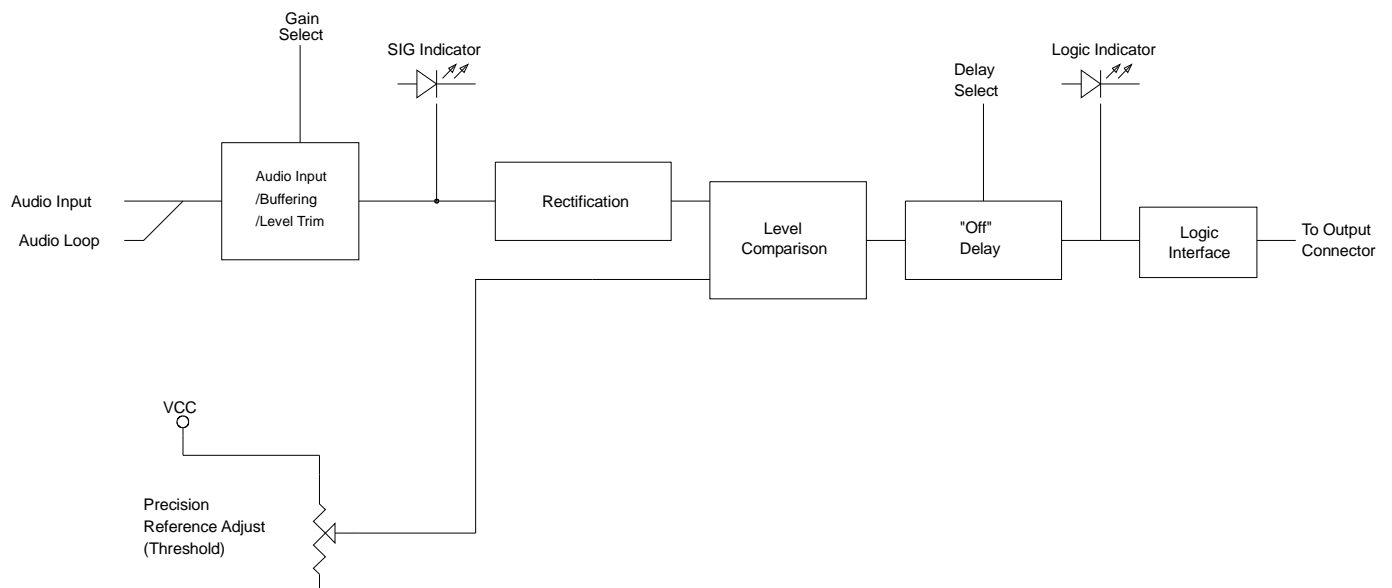 Gain
Select
SIG Indicator
Logic Indicator
Delay
Select
Audio Input
/Buffering
/Level Trim
Audio Input
Audio Loop
Rectification
Level
Comparison
"Off"
Delay
Logic
Interface
To Output
Connector
VCC
Precision
Reference Adjust
(Threshold)